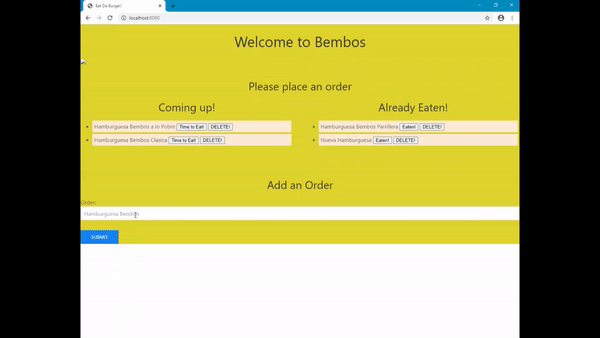 Eat Da Burger!
localhost:8080
Welcome to Bembos
Please place an order
Coming up!
Hamburguesa Bembos a lo Pobre Time to Eat! DELETE!
Hamburguesa Bembos Clasica Time to Eat! DELETE!
Already Eaten!
Hamburguesa Bembos Parrillera Eaten! DELETE!
Nueva Hamburguesa Eaten! DELETE!
Add an Order
Order:
Hamburguesa Bembos
SUBMIT